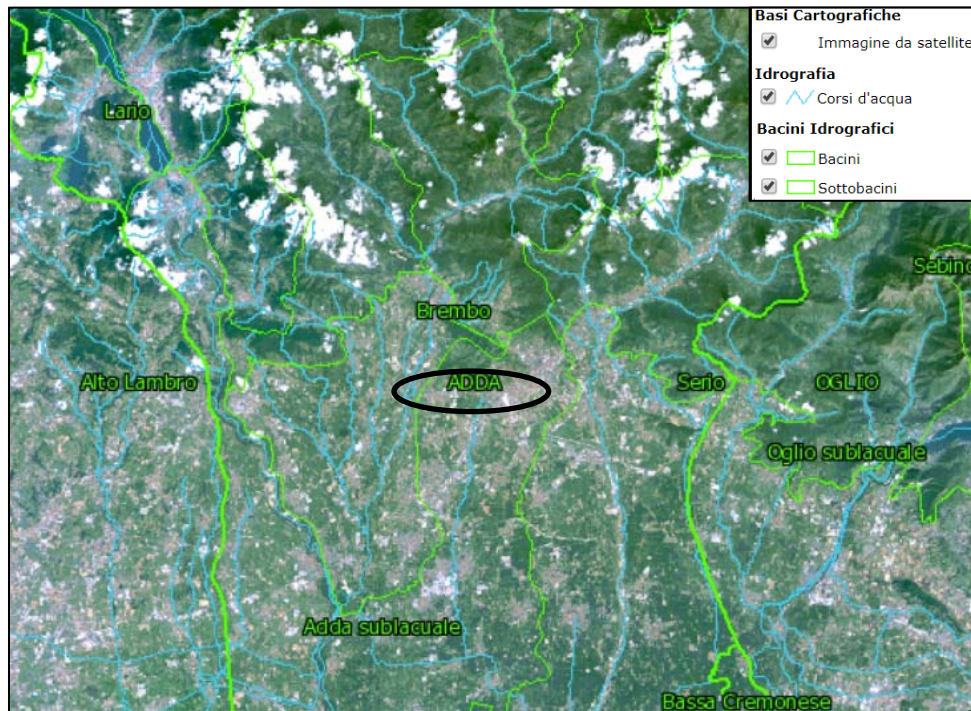 Basi Cartografiche
Immagine da satellite
Idrografia
Corsi d'acqua
Bacini Idrografici
Bacini
Sottobacini
Lario
Sebino
Brembo
Alto Lambro
ADDA
Serio
OGLIO
Oglio sublacuale
Adda sublacuale
Bassa Cremonese